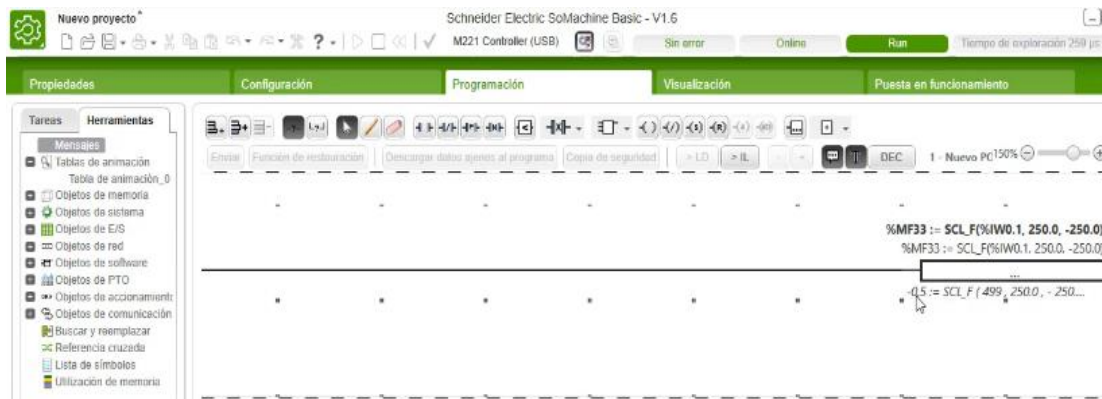 Nuevo proyecto*
Schneider Electric SoMachine Basic - V1.6
M221 Controller (USB)
Sin error
Online
Run
Tiempo de exploración 259 µs
Propiedades
Configuración
Programación
Visualización
Puesta en funcionamiento
Tareas
Herramientas
Mensajes
Tablas de animación
Tabla de animación_0
Objetos de memoria
Objetos de sistema
Objetos de E/S
Objetos de red
Objetos de software
Objetos de PTO
Objetos de accionamiento
Objetos de comunicación
Buscar y reemplazar
Referencia cruzada
Lista de símbolos
Utilización de memoria
Enviar
Función de restauración
Descargar datos ajenos al programa
Copia de seguridad
> LD
> IL
DEC
1 - Nuevo PO
150%
%MF33 := SCL_F(%IW0.1, 250.0, -250.0)
%MF33 := SCL_F(%IW0.1, 250.0, -250.0)
...
-0,5 := SCL_F ( 499 , 250.0 , - 250....